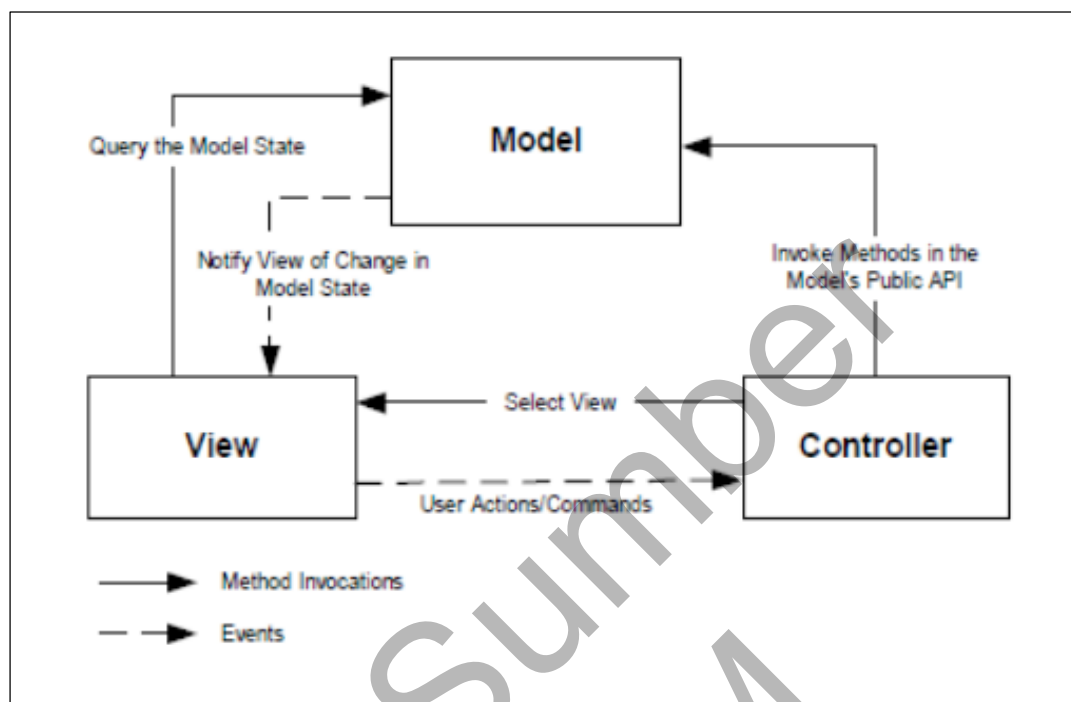 Model
Query the Model State
Notify View of Change in
Model State
Invoke Methods in the
Model's Public API
View
Select View
Controller
User Actions/Commands
Method Invocations
Events
Sumber
M